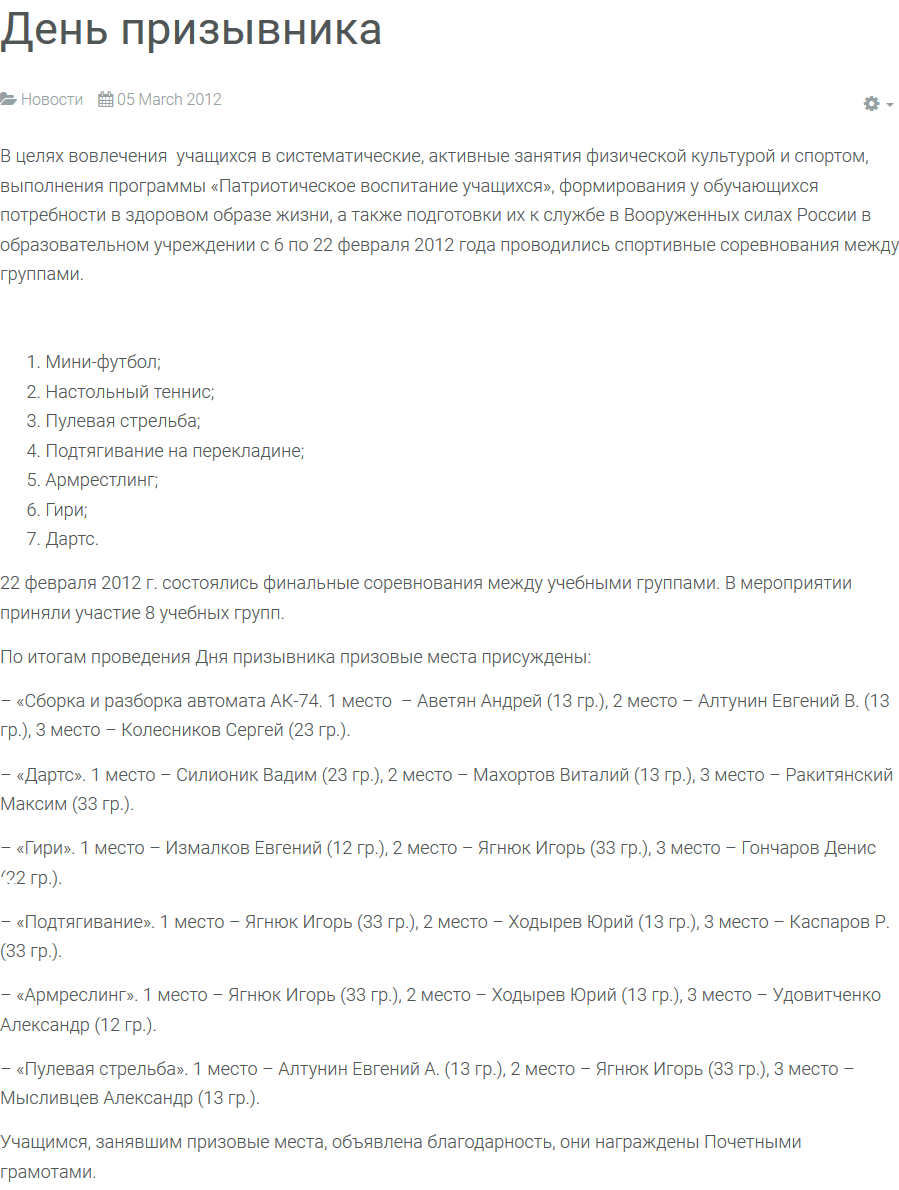 День призывника
Новости 05 March 2012
В целях вовлечения  учащихся в систематические, активные занятия физической культурой и спортом,
выполнения программы «Патриотическое воспитание учащихся», формирования у обучающихся
потребности в здоровом образе жизни, а также подготовки их к службе в Вооруженных силах России в
образовательном учреждении с 6 по 22 февраля 2012 года проводились спортивные соревнования между
группами.
1. Мини-футбол;
2. Настольный теннис;
3. Пулевая стрельба;
4. Подтягивание на перекладине;
5. Армрестлинг;
6. Гири;
7. Дартс.
22 февраля 2012 г. состоялись финальные соревнования между учебными группами. В мероприятии
приняли участие 8 учебных групп.
По итогам проведения Дня призывника призовые места присуждены:
– «Сборка и разборка автомата АК-74. 1 место  – Аветян Андрей (13 гр.), 2 место – Алтунин Евгений В. (13
гр.), 3 место – Колесников Сергей (23 гр.).
– «Дартс». 1 место – Силионик Вадим (23 гр.), 2 место – Махортов Виталий (13 гр.), 3 место – Ракитянский
Максим (33 гр.).
– «Гири». 1 место – Измалков Евгений (12 гр.), 2 место – Ягнюк Игорь (33 гр.), 3 место – Гончаров Денис
гр.).
– «Подтягивание». 1 место – Ягнюк Игорь (33 гр.), 2 место – Ходырев Юрий (13 гр.), 3 место – Каспаров Р.
(33 гр.).
– «Армреслинг». 1 место – Ягнюк Игорь (33 гр.), 2 место – Ходырев Юрий (13 гр.), 3 место – Удовитченко
Александр (12 гр.).
– «Пулевая стрельба». 1 место – Алтунин Евгений А. (13 гр.), 2 место – Ягнюк Игорь (33 гр.), 3 место –
Мысливцев Александр (13 гр.).
Учащимся, занявшим призовые места, объявлена благодарность, они награждены Почетными
грамотами.